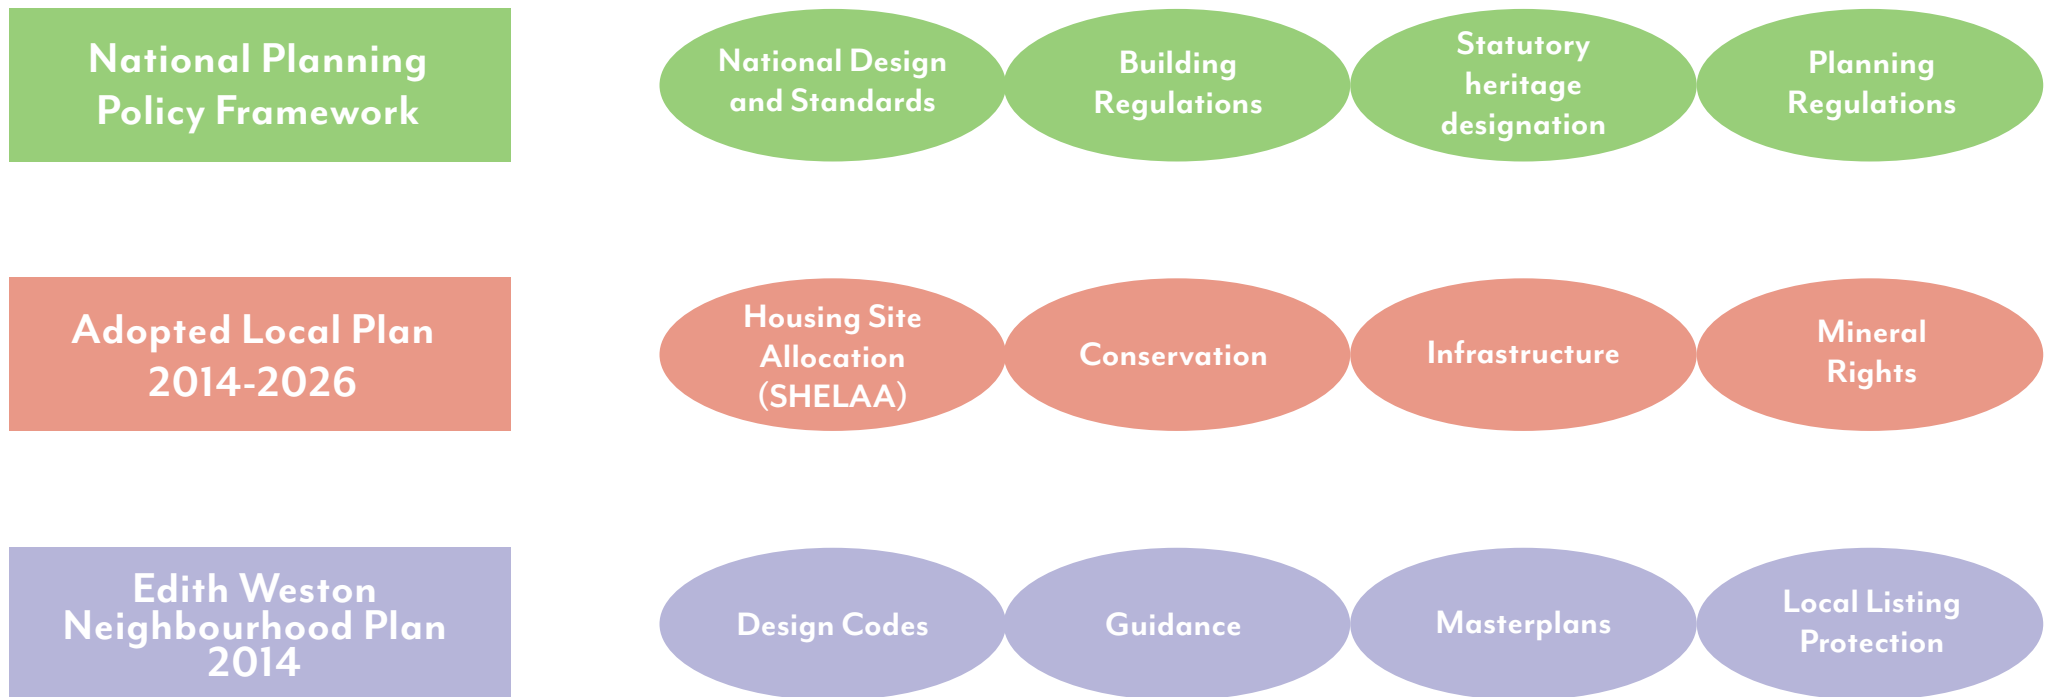 National Planning
Policy Framework
National Design
and Standards
Building
Regulations
Statutory
heritage
designation
Planning
Regulations
Adopted Local Plan
2014-2026
Housing Site
Allocation
(SHELAA)
Conservation
Infrastructure
Mineral
Rights
Edith Weston
Neighbourhood Plan
2014
Design Codes
Guidance
Masterplans
Local Listing
Protection